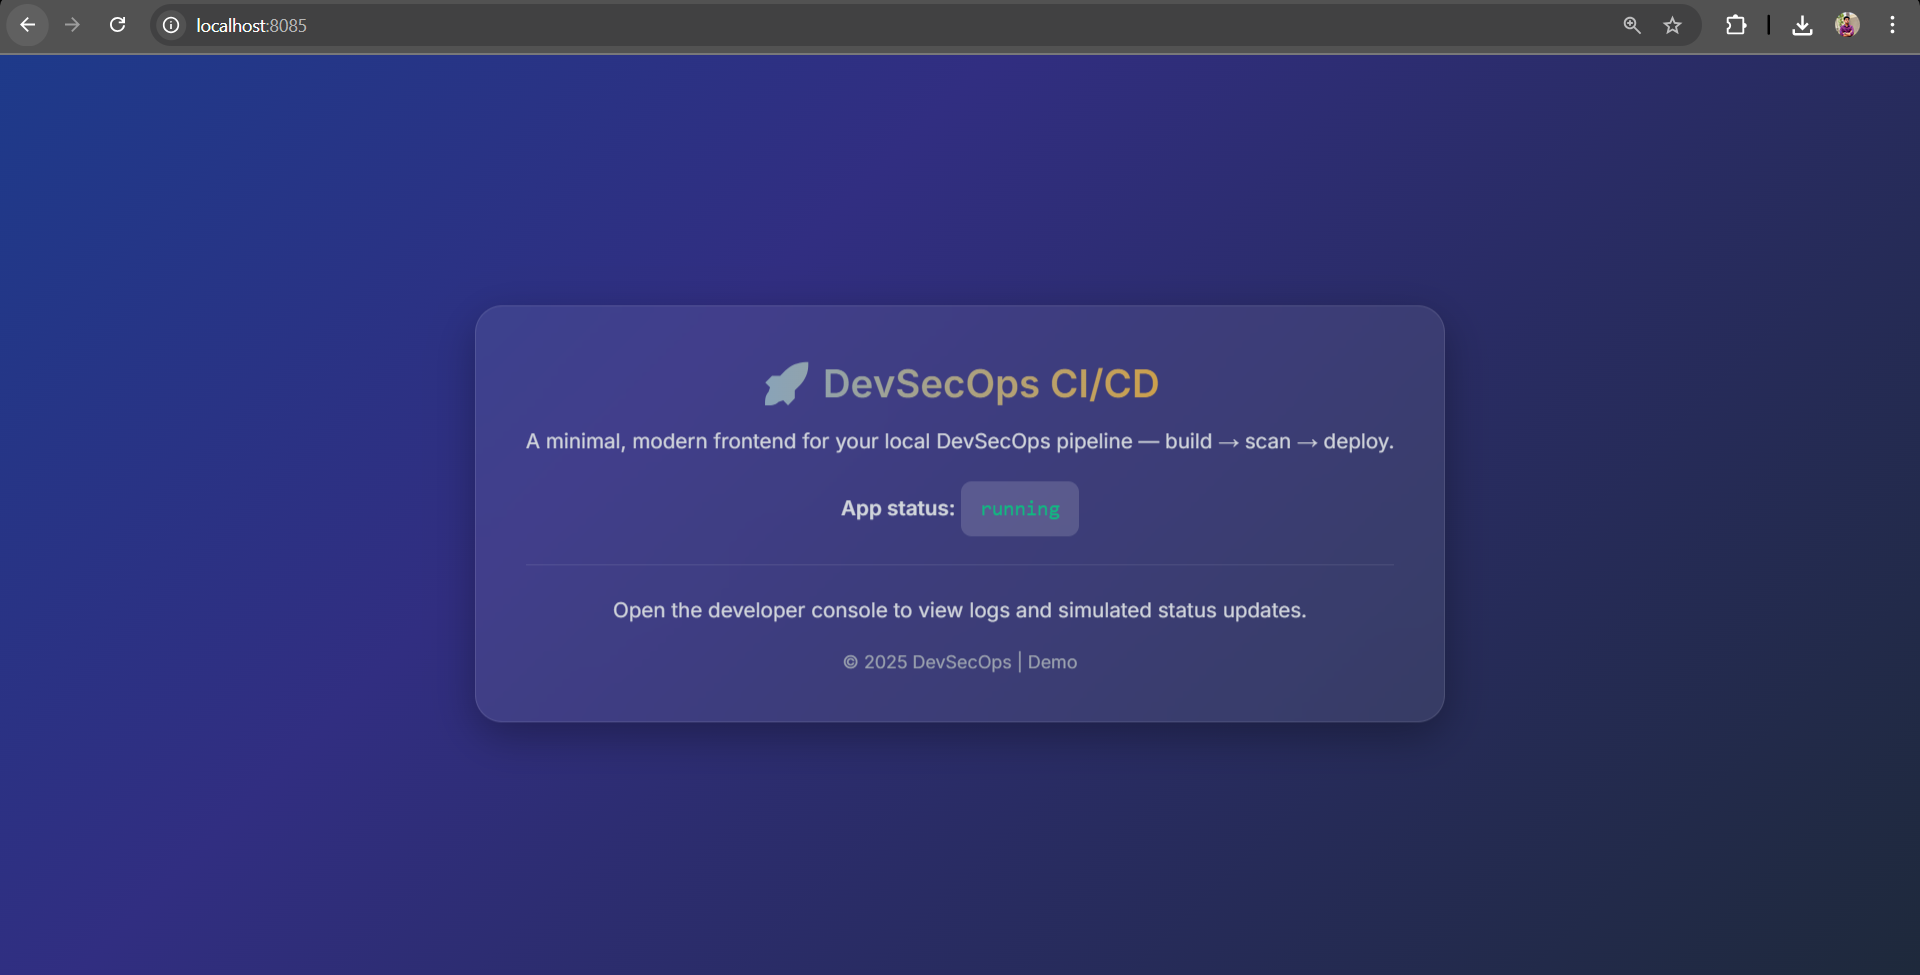 localhost:8085
DevSecOps CI/CD
A minimal, modern frontend for your local DevSecOps pipeline — build → scan → deploy.
App status: running
Open the developer console to view logs and simulated status updates.
© 2025 DevSecOps | Demo